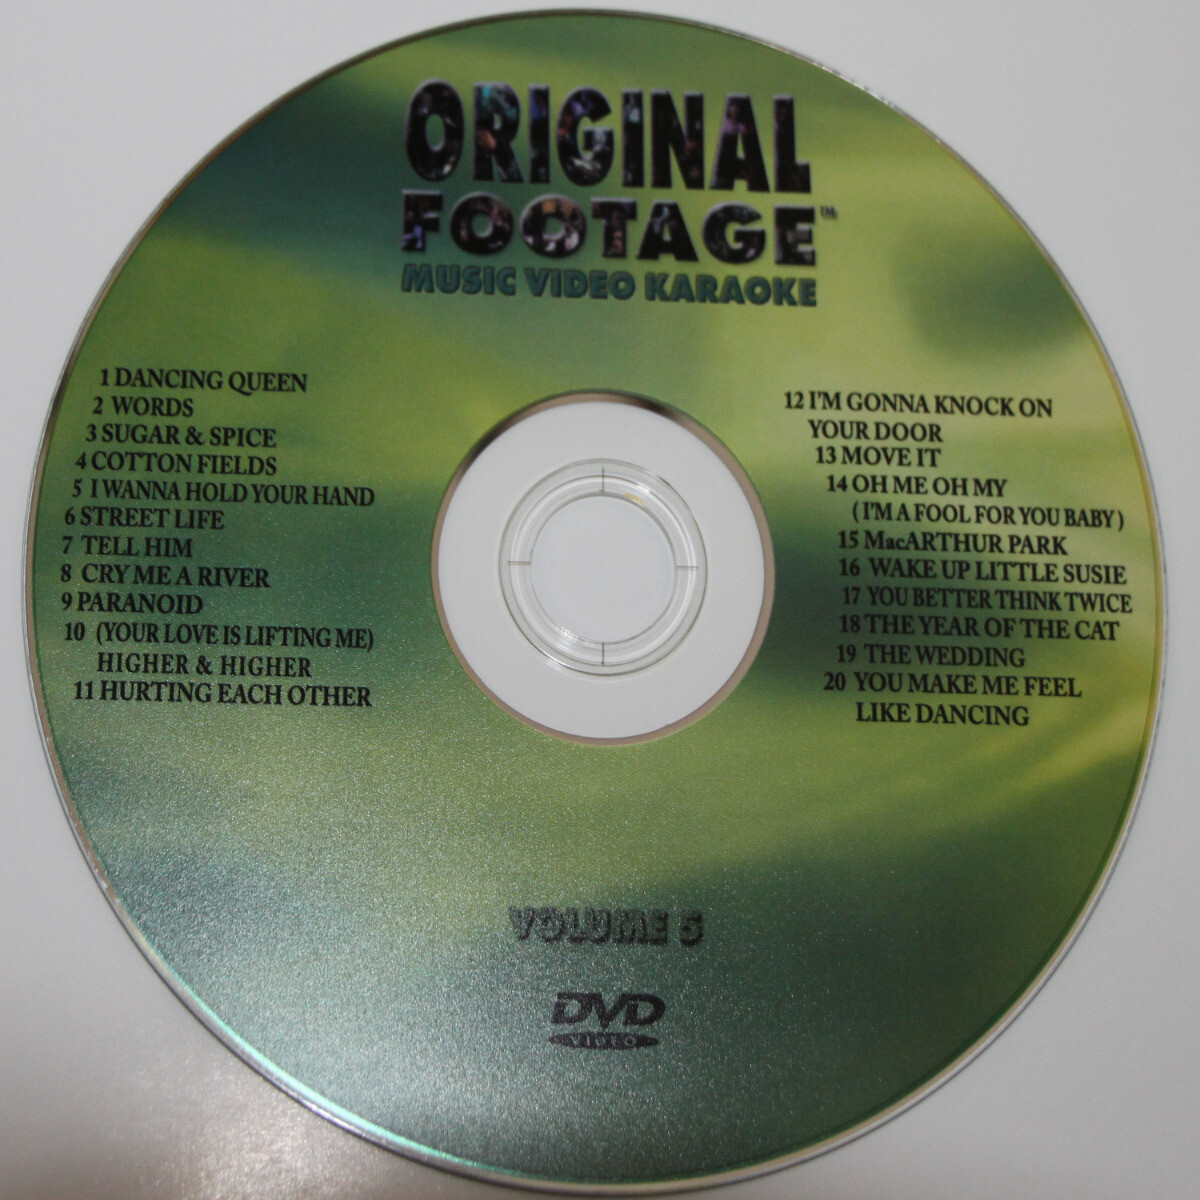 ORIGINAL
FOOTAGE™
MUSIC VIDEO KARAOKE
1 DANCING QUEEN
2 WORDS
3 SUGAR & SPICE
4 COTTON FIELDS
5 I WANNA HOLD YOUR HAND
6 STREET LIFE
7 TELL HIM
8 CRY ME A RIVER
9 PARANOID
10 (YOUR LOVE IS LIFTING ME)
HIGHER & HIGHER
11 HURTING EACH OTHER
12 I'M GONNA KNOCK ON
YOUR DOOR
13 MOVE IT
14 OH ME OH MY
( I'M A FOOL FOR YOU BABY )
15 MacARTHUR PARK
16 WAKE UP LITTLE SUSIE
17 YOU BETTER THINK TWICE
18 THE YEAR OF THE CAT
19 THE WEDDING
20 YOU MAKE ME FEEL
LIKE DANCING
VOLUME 5
DVD
VIDEO